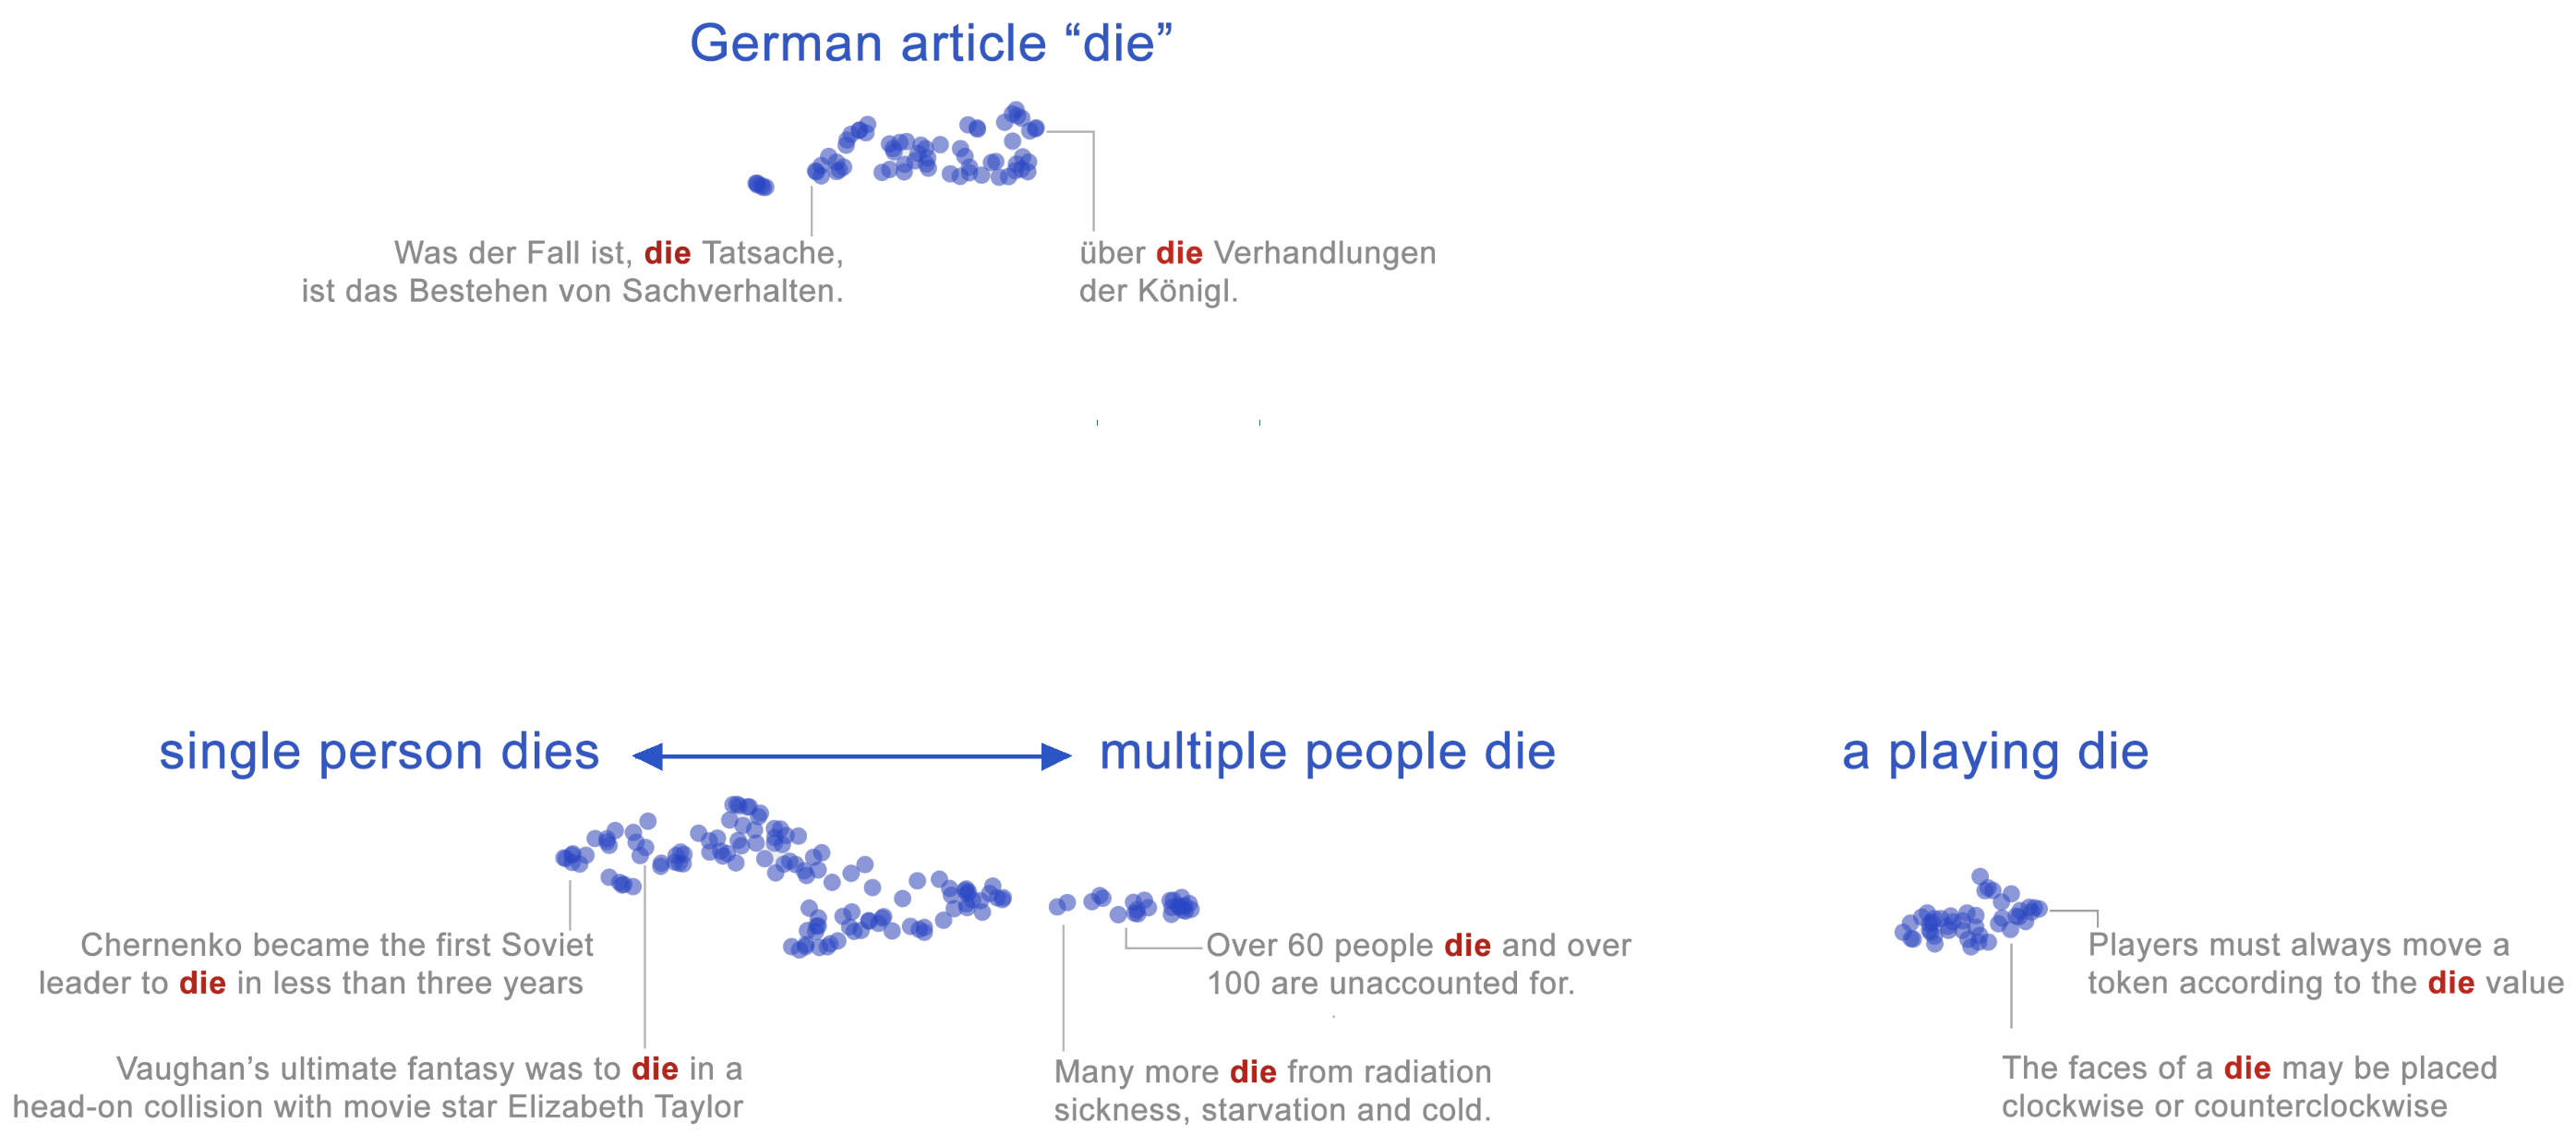 German article “die”
Was der Fall ist, die Tatsache,
ist das Bestehen von Sachverhalten.
über die Verhandlungen
der Königl.
single person dies
multiple people die
a playing die
Chernenko became the first Soviet
leader to die in less than three years
Vaughan’s ultimate fantasy was to die in a
head-on collision with movie star Elizabeth Taylor
Over 60 people die and over
100 are unaccounted for.
Many more die from radiation
sickness, starvation and cold.
Players must always move a
token according to the die value
The faces of a die may be placed
clockwise or counterclockwise